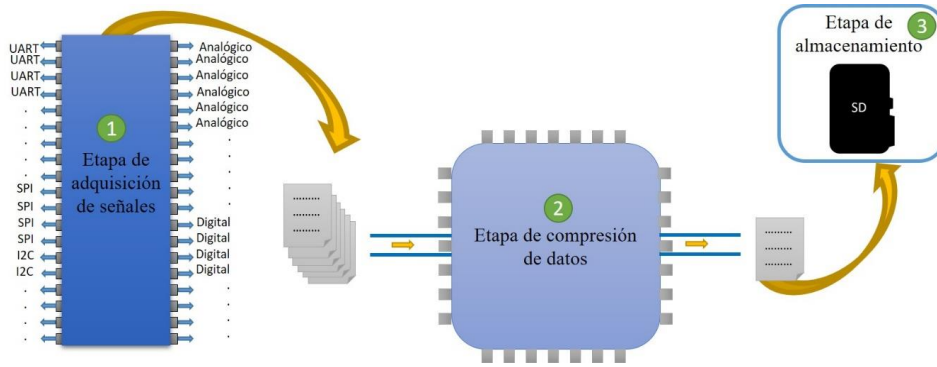 UART
UART
UART
UART
.
.
.
.
.
SPI
SPI
SPI
SPI
I2C
I2C
.
.
.
.
1
Etapa de
adquisición
de señales
Analógico
Analógico
Analógico
Analógico
Analógico
Analógico
.
.
.
.
.
Digital
Digital
Digital
Digital
.
.
.
.
.........
.........
.........
2
Etapa de compresión
de datos
.........
.........
.........
Etapa de
almacenamiento
3
SD